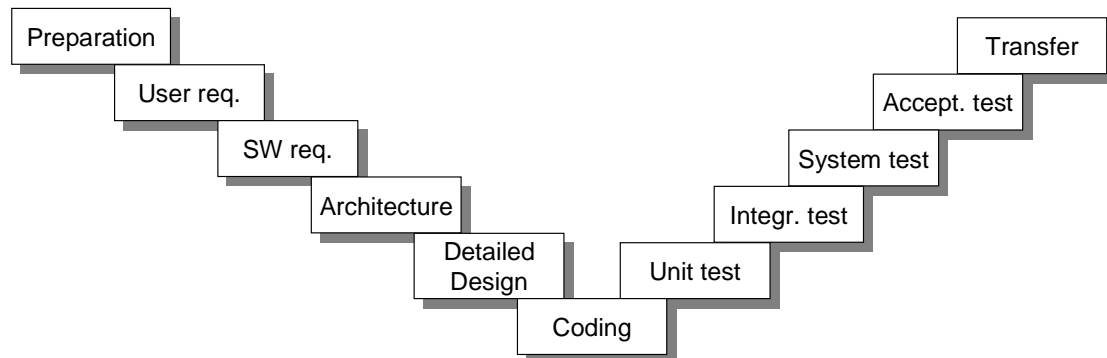 Preparation
Transfer
User req.
Accept. test
SW req.
System test
Architecture
Integr. test
Detailed
Design
Unit test
Coding